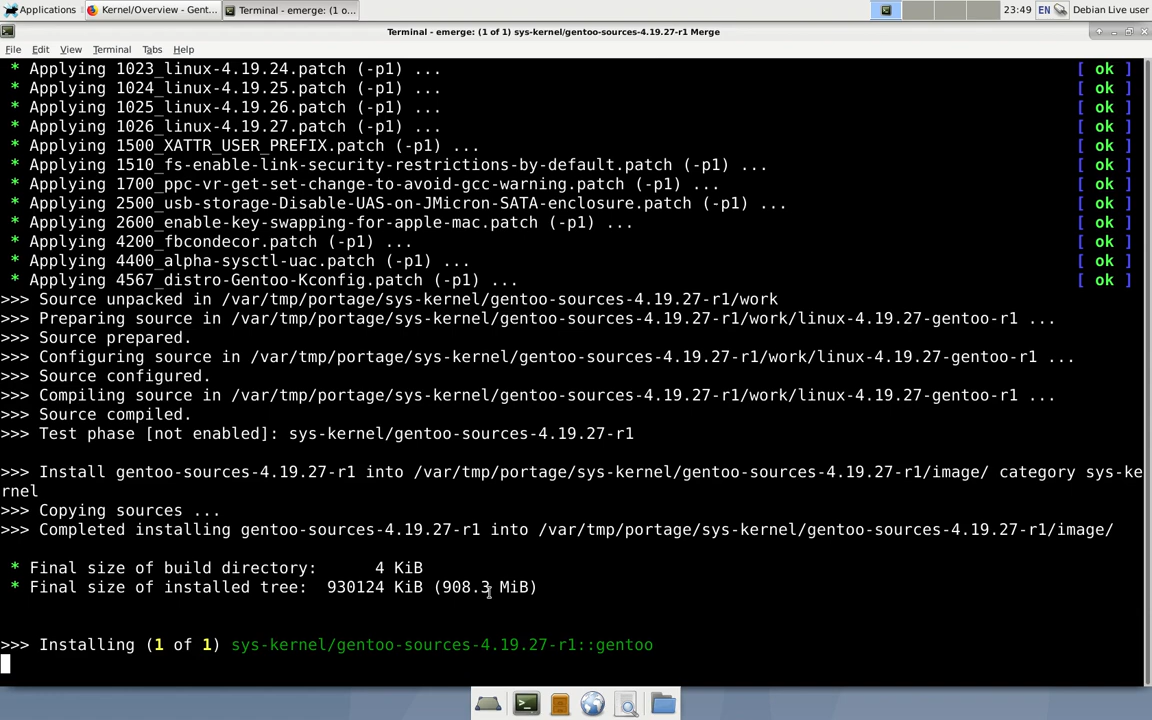 Applications Kernel/Overview - Gent... Terminal - emerge: (1 o... 23:49 EN Debian Live user
Terminal - emerge: (1 of 1) sys-kernel/gentoo-sources-4.19.27-r1 Merge
File Edit View Terminal Tabs Help
* Applying 1023_linux-4.19.24.patch (-p1) ... [ ok ]
* Applying 1024_linux-4.19.25.patch (-p1) ... [ ok ]
* Applying 1025_linux-4.19.26.patch (-p1) ... [ ok ]
* Applying 1026_linux-4.19.27.patch (-p1) ... [ ok ]
* Applying 1500_XATTR_USER_PREFIX.patch (-p1) ... [ ok ]
* Applying 1510_fs-enable-link-security-restrictions-by-default.patch (-p1) ... [ ok ]
* Applying 1700_ppc-vr-get-set-change-to-avoid-gcc-warning.patch (-p1) ... [ ok ]
* Applying 2500_usb-storage-Disable-UAS-on-JMicron-SATA-enclosure.patch (-p1) ... [ ok ]
* Applying 2600_enable-key-swapping-for-apple-mac.patch (-p1) ... [ ok ]
* Applying 4200_fbcondecor.patch (-p1) ... [ ok ]
* Applying 4400_alpha-sysctl-uac.patch (-p1) ... [ ok ]
* Applying 4567_distro-Gentoo-Kconfig.patch (-p1) ... [ ok ]
>>> Source unpacked in /var/tmp/portage/sys-kernel/gentoo-sources-4.19.27-r1/work
>>> Preparing source in /var/tmp/portage/sys-kernel/gentoo-sources-4.19.27-r1/work/linux-4.19.27-gentoo-r1 ...
>>> Source prepared.
>>> Configuring source in /var/tmp/portage/sys-kernel/gentoo-sources-4.19.27-r1/work/linux-4.19.27-gentoo-r1 ...
>>> Source configured.
>>> Compiling source in /var/tmp/portage/sys-kernel/gentoo-sources-4.19.27-r1/work/linux-4.19.27-gentoo-r1 ...
>>> Source compiled.
>>> Test phase [not enabled]: sys-kernel/gentoo-sources-4.19.27-r1
>>> Install gentoo-sources-4.19.27-r1 into /var/tmp/portage/sys-kernel/gentoo-sources-4.19.27-r1/image/ category sys-ke
rnel
>>> Copying sources ...
>>> Completed installing gentoo-sources-4.19.27-r1 into /var/tmp/portage/sys-kernel/gentoo-sources-4.19.27-r1/image/
* Final size of build directory: 4 KiB
* Final size of installed tree: 930124 KiB (908.3 MiB)
>>> Installing (1 of 1) sys-kernel/gentoo-sources-4.19.27-r1::gentoo